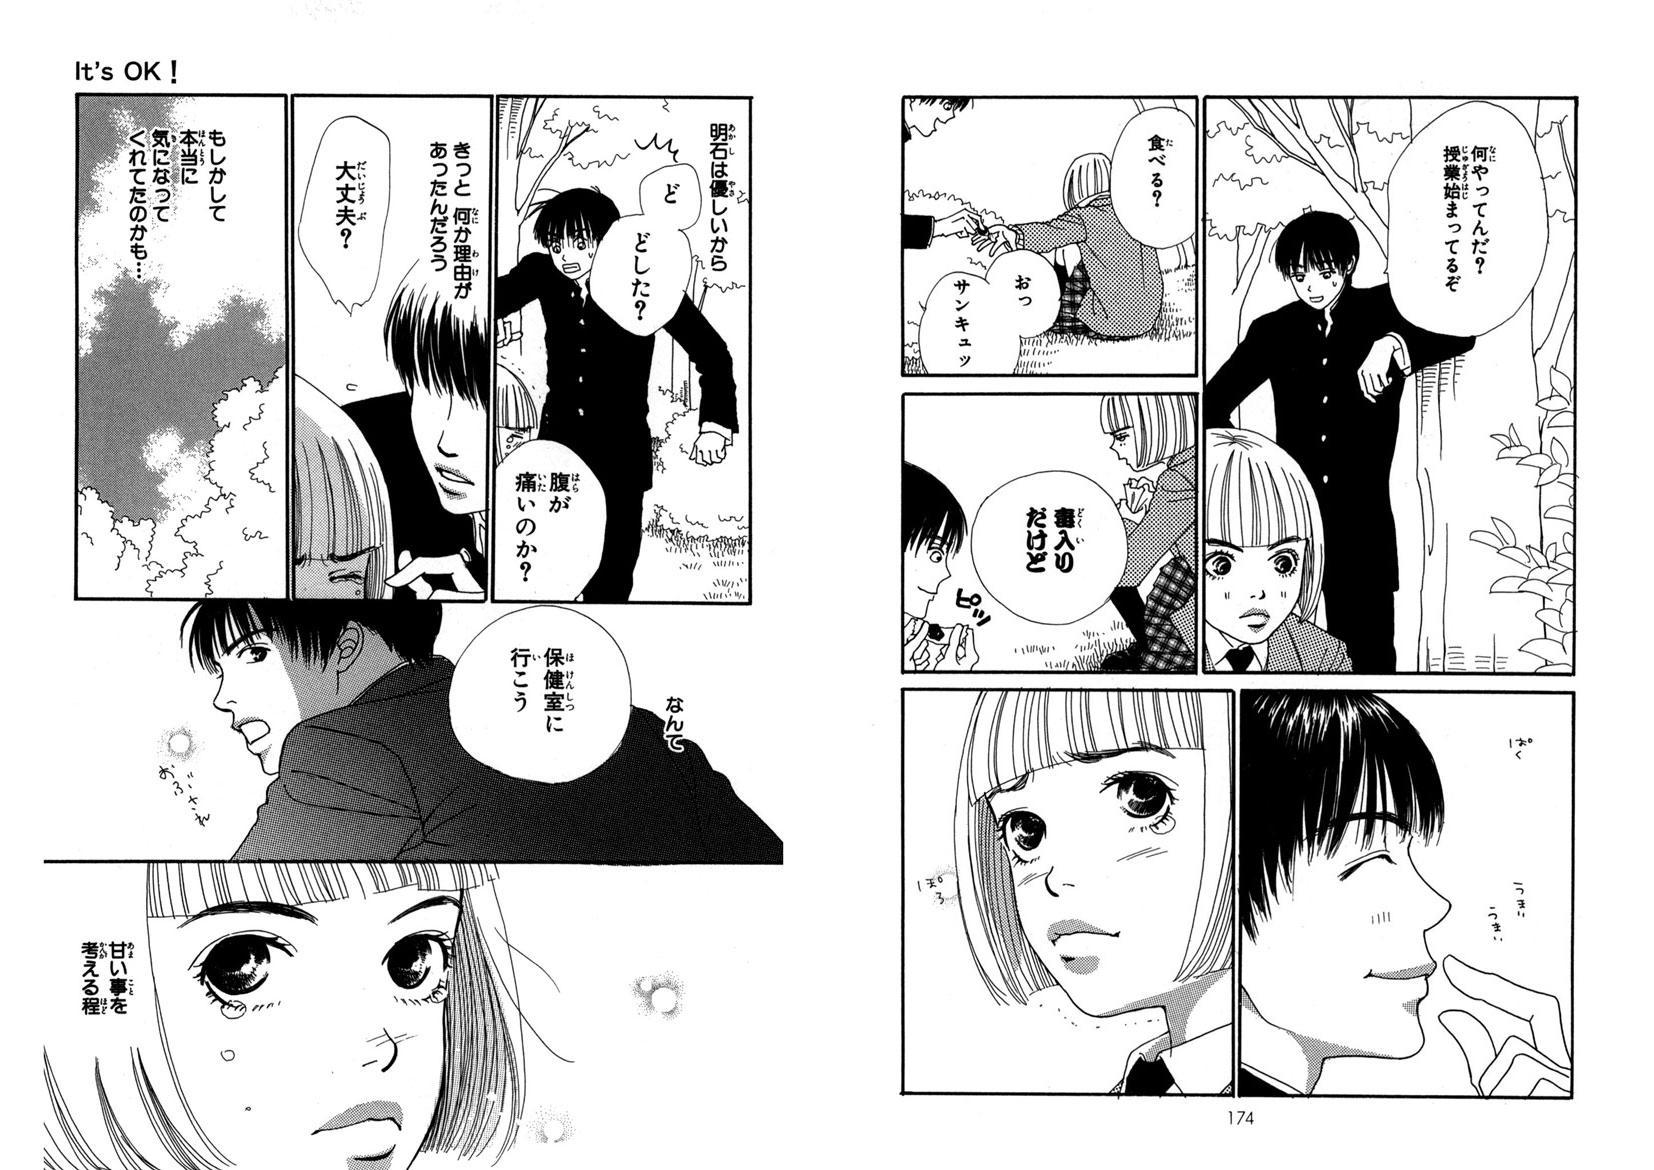 何やってんだ?
授業始まってるぞ
食べる?
おっ
サンキュッ
毒入り
だけど
ピッ
ぱく
うまい
うまい
ぽろ
174
It's OK!
明石は優しいから
ど
どした?
腹が
痛いのか?
きっと 何か理由が
あったんだろう
大丈夫?
もしかして
本当に
気になって
くれてたのかも…
なんて
保健室に
行こう
おぶされ
甘い事を
考える程